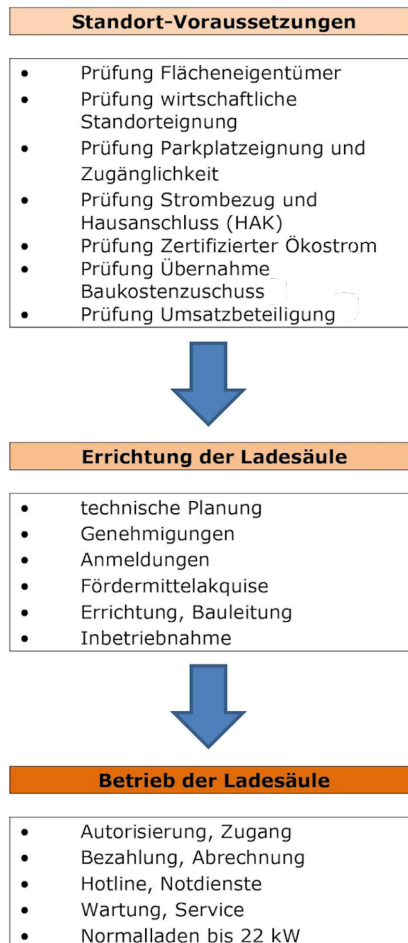 Standort-Voraussetzungen
• Prüfung Flächeneigentümer
• Prüfung wirtschaftliche
Standorteignung
• Prüfung Parkplatzeignung und
Zugänglichkeit
• Prüfung Strombezug und
Hausanschluss (HAK)
• Prüfung Zertifizierter Ökostrom
• Prüfung Übernahme
Baukostenzuschuss
• Prüfung Umsatzbeteiligung
Errichtung der Ladesäule
• technische Planung
• Genehmigungen
• Anmeldungen
• Fördermittelakquise
• Errichtung, Bauleitung
• Inbetriebnahme
Betrieb der Ladesäule
• Autorisierung, Zugang
• Bezahlung, Abrechnung
• Hotline, Notdienste
• Wartung, Service
• Normalladen bis 22 kW